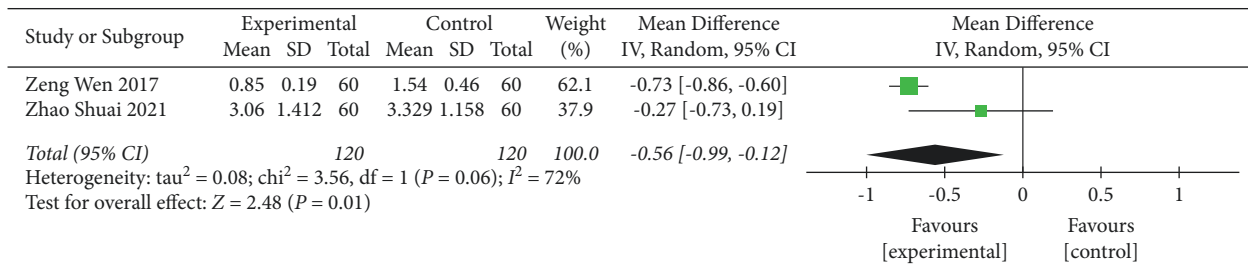 Study or Subgroup Experimental Control Weight (%) Mean Difference IV, Random, 95% CI Mean Difference IV, Random, 95% CI
Mean SD Total Mean SD Total
Zeng Wen 2017 0.85 0.19 60 1.54 0.46 60 62.1 -0.73 [-0.86, -0.60]
Zhao Shuai 2021 3.06 1.412 60 3.329 1.158 60 37.9 -0.27 [-0.73, 0.19]
Total (95% CI) 120 120 100.0 -0.56 [-0.99, -0.12]
Heterogeneity: tau² = 0.08; chi² = 3.56, df = 1 (P = 0.06); I² = 72%
Test for overall effect: Z = 2.48 (P = 0.01)
-1 -0.5 0 0.5 1
Favours [experimental] Favours [control]